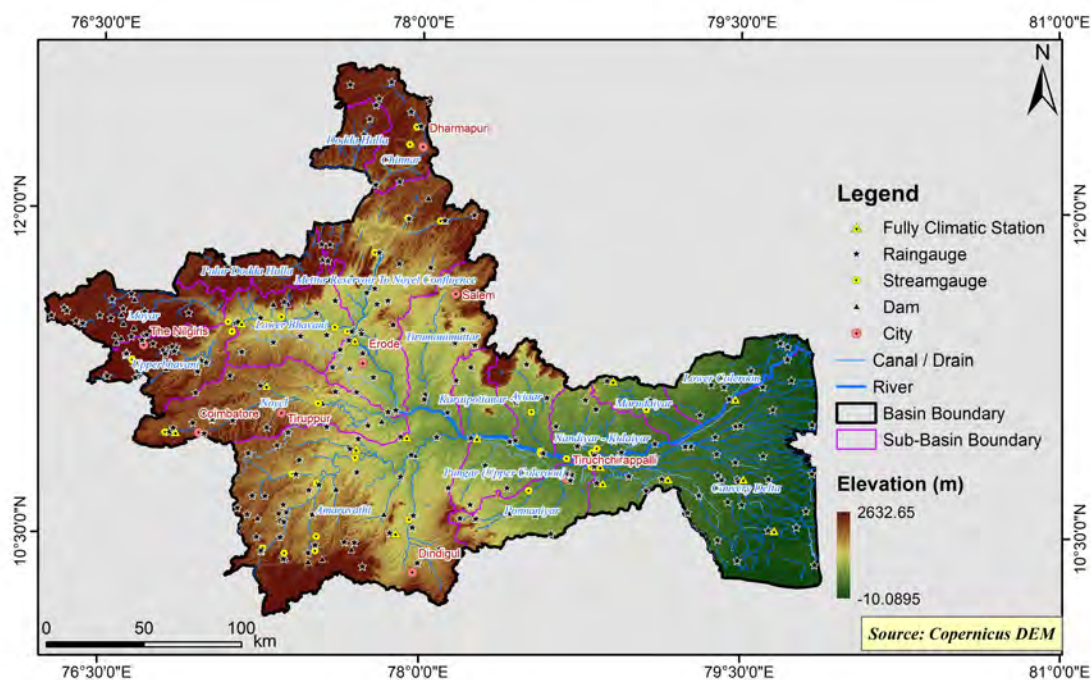 76°30'0"E
78°0'0"E
79°30'0"E
81°0'0"E
N
12°0'0"N
12°0'0"N
10°30'0"N
10°30'0"N
Dharmapuri
Dodda Halla
Chinnar
Palar Dodda Halla
Mettur Reservoir To Noyel Confluence
Salem
Moyar
The Nilgiris
Lower Bhavani
Tirumanimuttar
Upperbhavani
Erode
Lower Coleroon
Noyel
Karaipottanar
Ayiaar
Marudaiyar
Coimbatore
Tiruppur
Nandiyar - Kulaiyar
Tiruchchirappalli
Pungar (Upper Coleroon)
Cauvery Delta
Amaravathi
Ponnaniyar
Dindigul
Legend
Fully Climatic Station
Raingauge
Streamgauge
Dam
City
Canal / Drain
River
Basin Boundary
Sub-Basin Boundary
Elevation (m)
2632.65
-10.0895
Source: Copernicus DEM
0 50 100
km
76°30'0"E
78°0'0"E
79°30'0"E
81°0'0"E